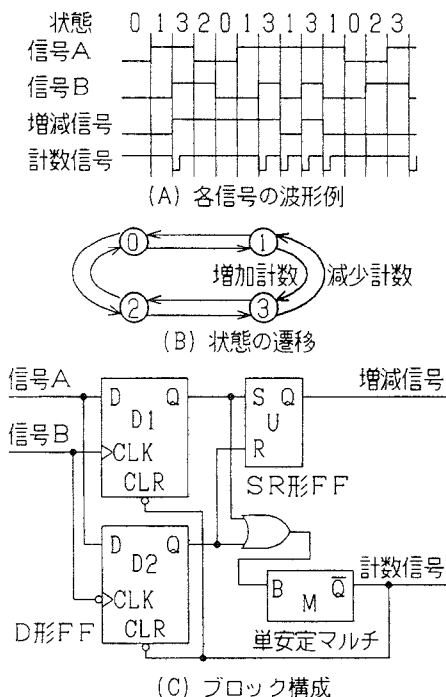 状態 0 1 3 2 0 1 3 1 3 1 0 2 3
信号A
信号B
増減信号
計数信号
(A) 各信号の波形例
0 1
増加計数 減少計数
2 3
(B) 状態の遷移
信号A 増減信号
D Q S Q
信号B D1 U
CLK R
CLR SR形FF
D Q 計数信号
D2 B Q̅
CLK M
D形FF CLR 単安定マルチ
(C) ブロック構成